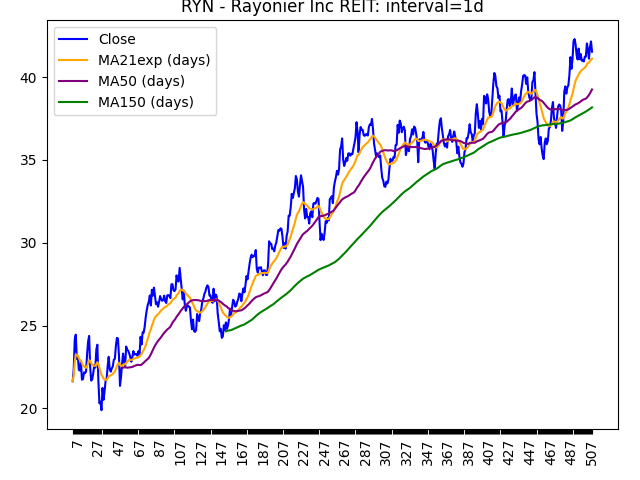 RYN - Rayonier Inc REIT: interval=1d
Close
MA21exp (days)
MA50 (days)
MA150 (days)
40
35
30
25
20
7 27 47 67 87 107 127 147 167 187 207 227 247 267 287 307 327 347 367 387 407 427 447 467 487 507